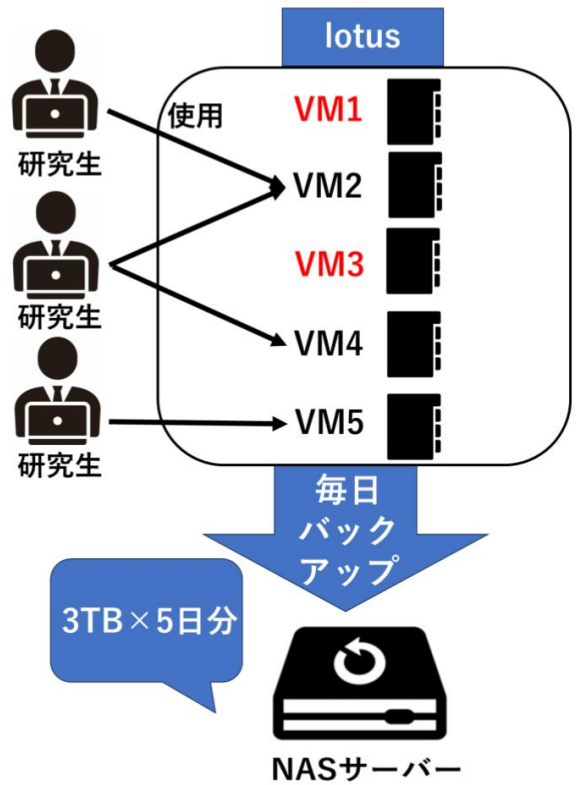 lotus
使用
VM1
研究生
VM2
VM3
研究生
VM4
VM5
研究生
毎日
バック
アップ
3TB×5日分
NASサーバー